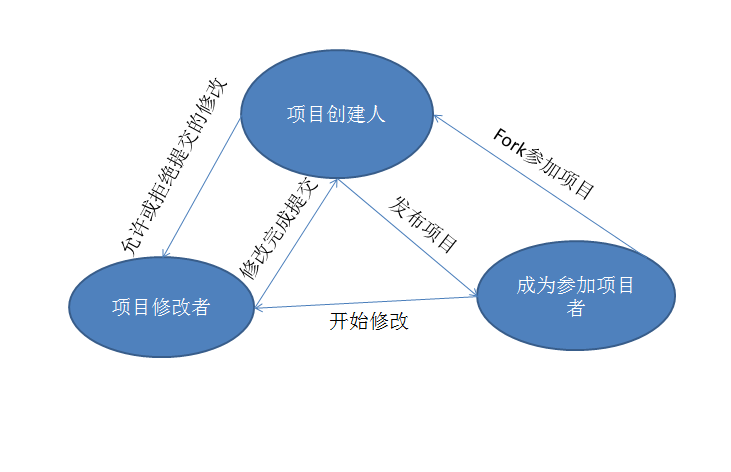 项目创建人
允许或拒绝提交的修改
Fork参加项目
修改完成提交
发布项目
项目修改者
成为参加项目
者
开始修改